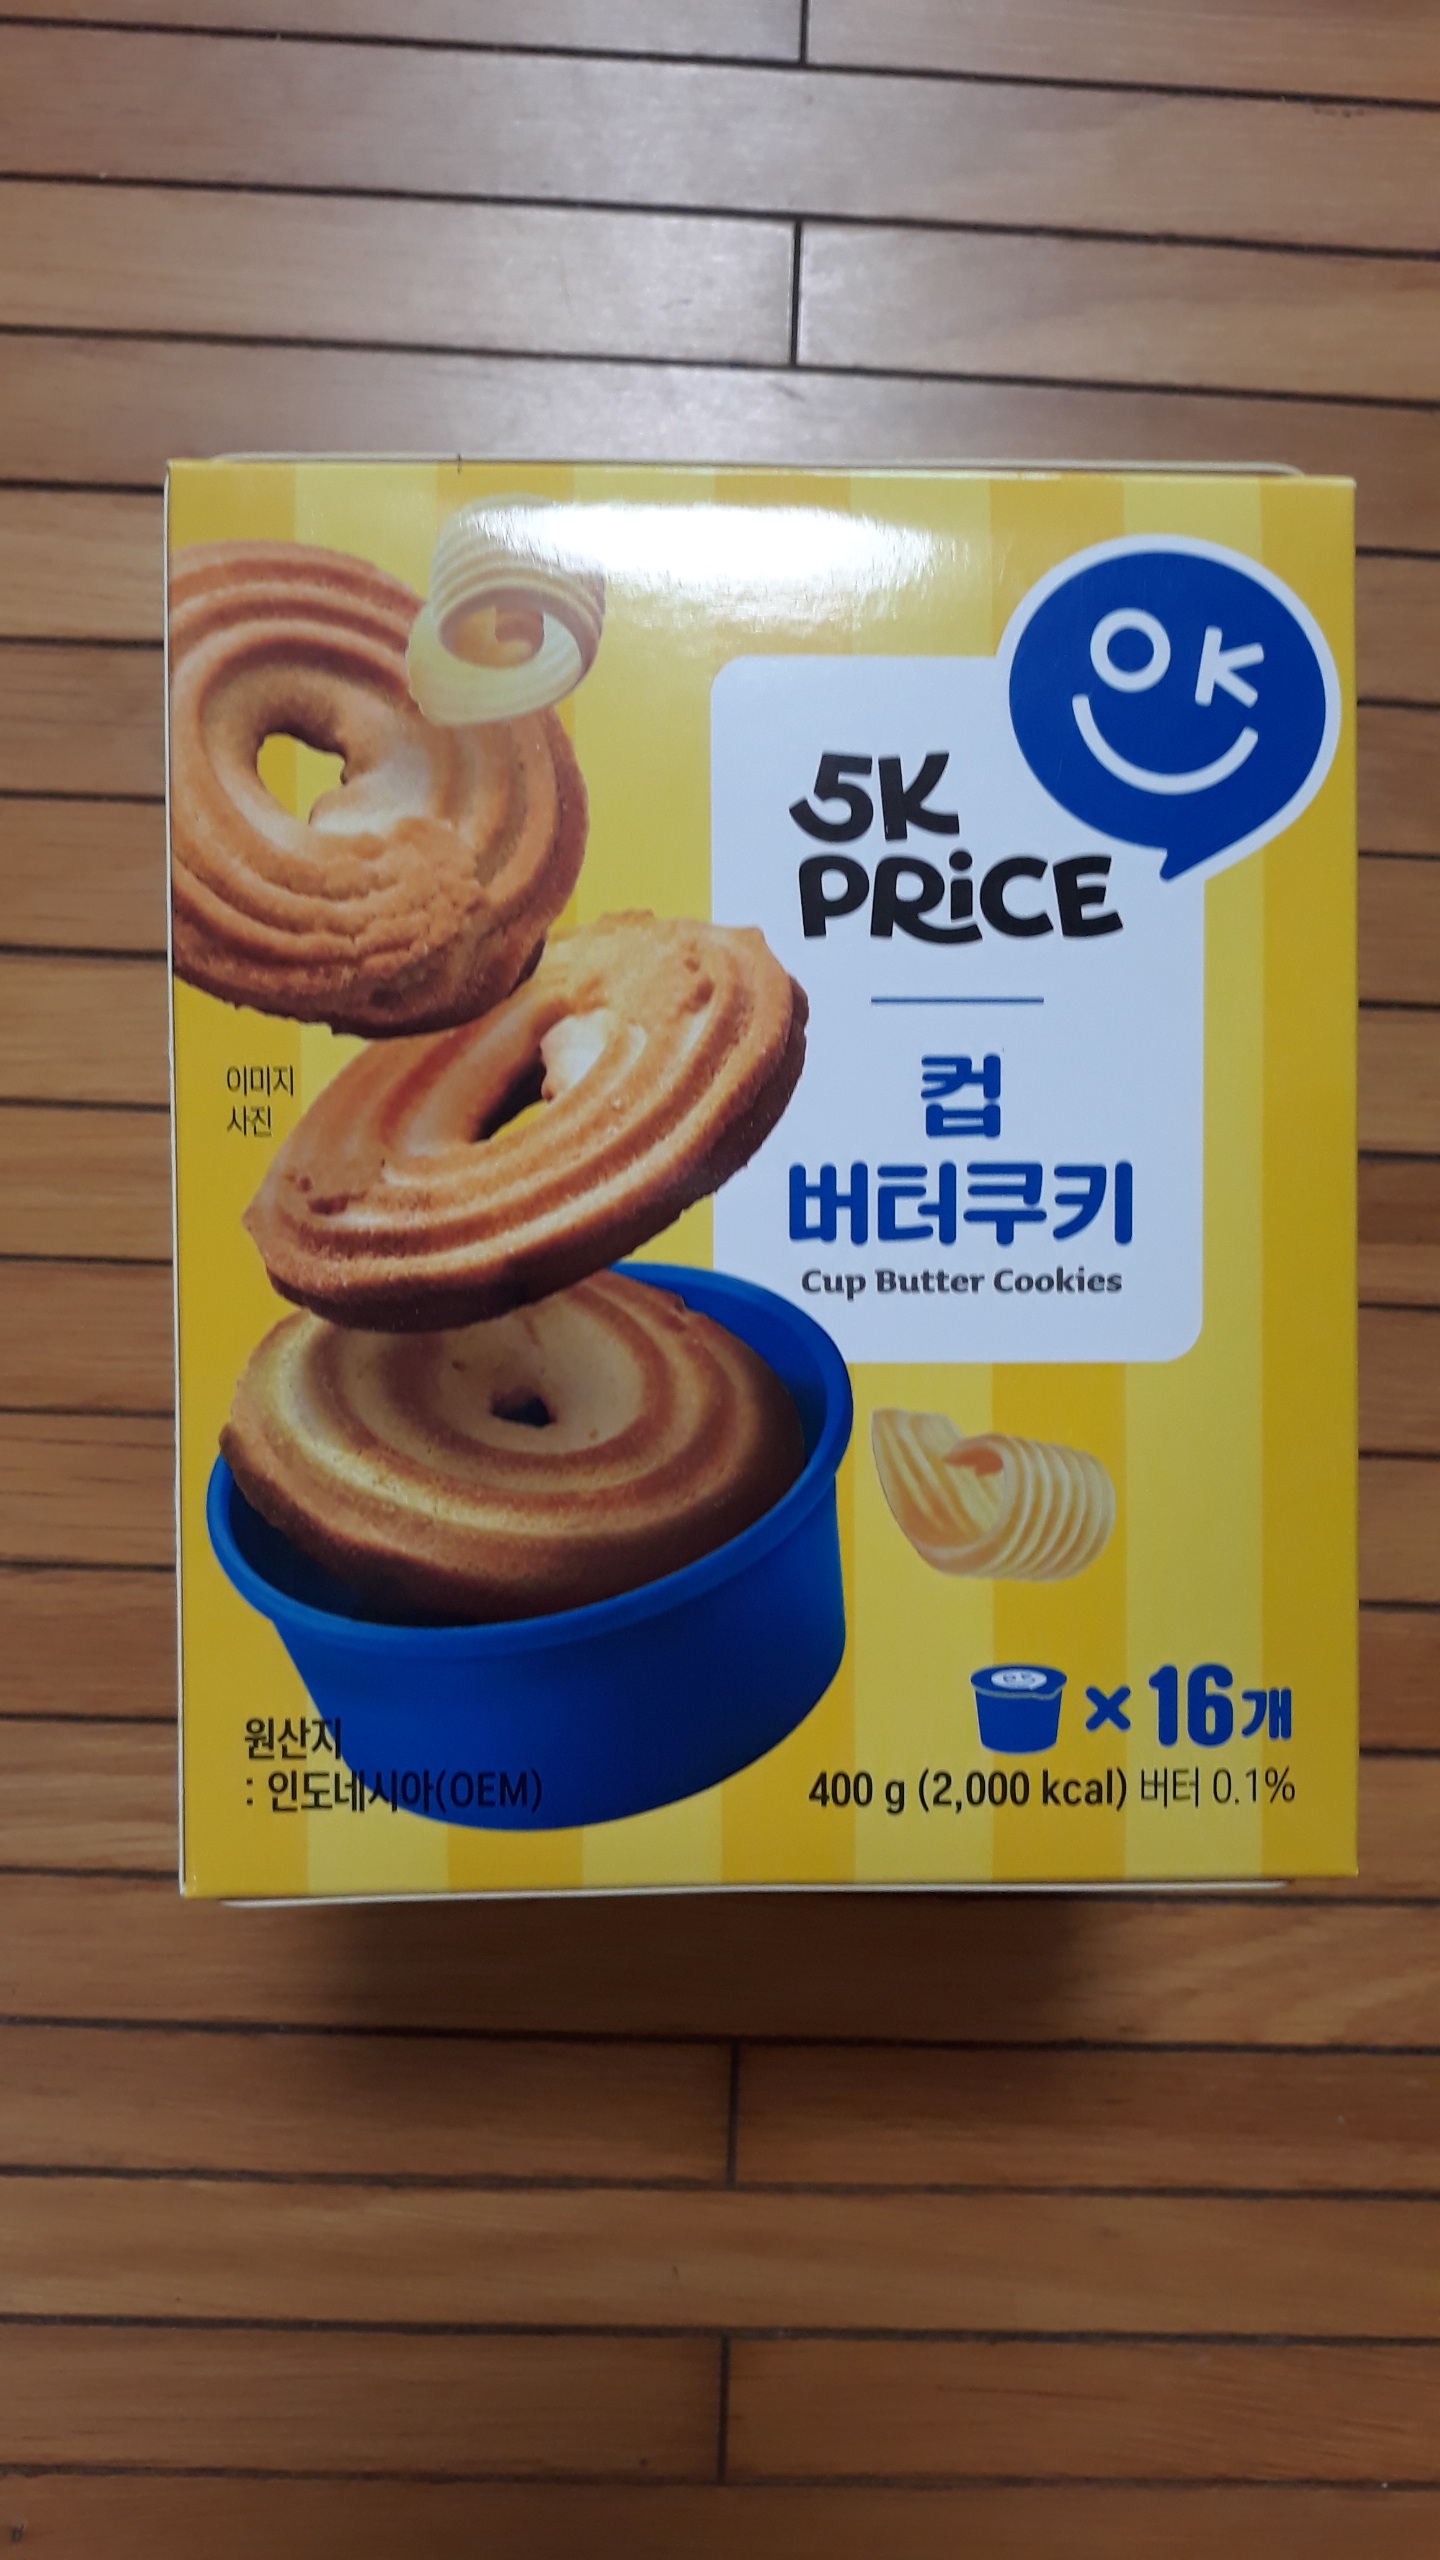 OK
5K
PRiCE
컵
버터쿠키
Cup Butter Cookies
이미지
사진
× 16개
원산지
: 인도네시아(OEM)
400 g (2,000 kcal) 버터 0.1%